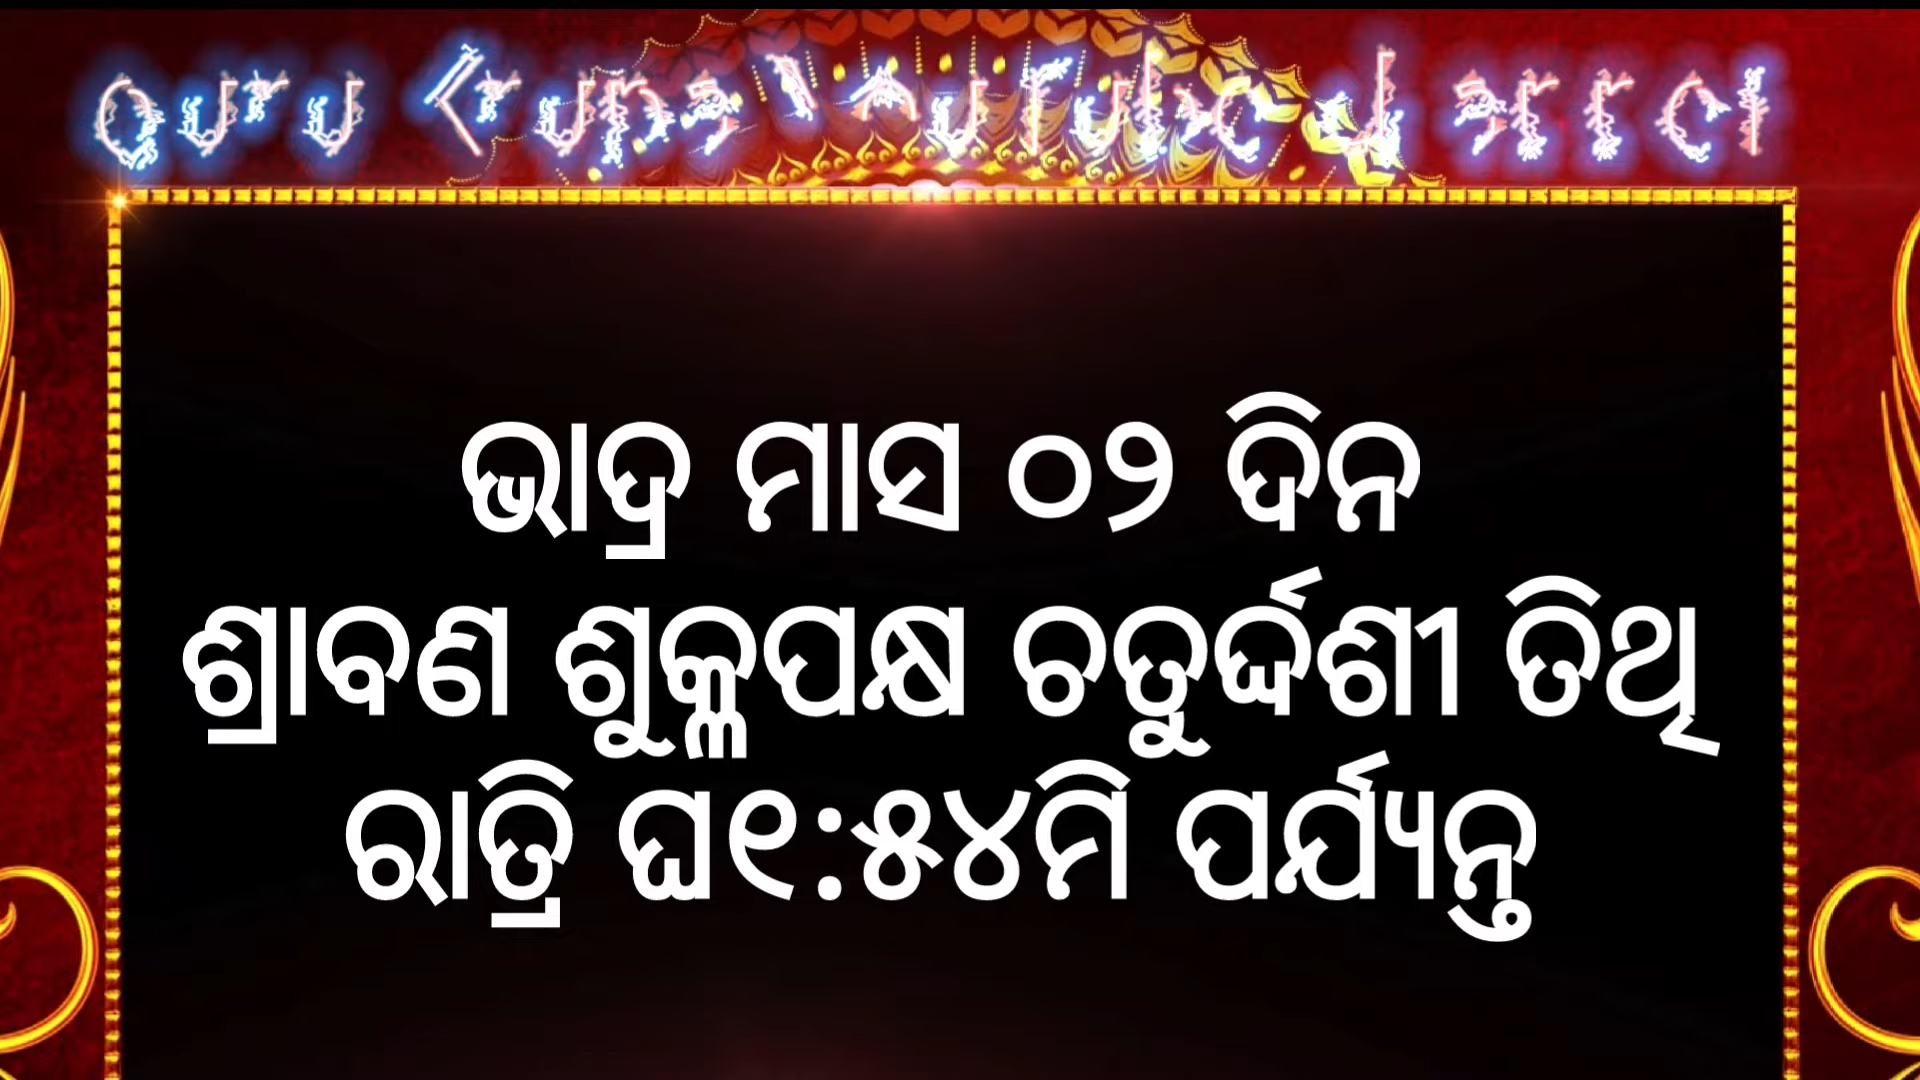 ଭାଦ୍ର ମାସ ୦୨ ଦିନ
ଶ୍ରାବଣ ଶୁକ୍ଳପକ୍ଷ ଚତୁର୍ଦ୍ଦଶୀ ତିଥି
ରାତ୍ରି ଘ୧:୫୪ମି ପର୍ଯ୍ୟନ୍ତ